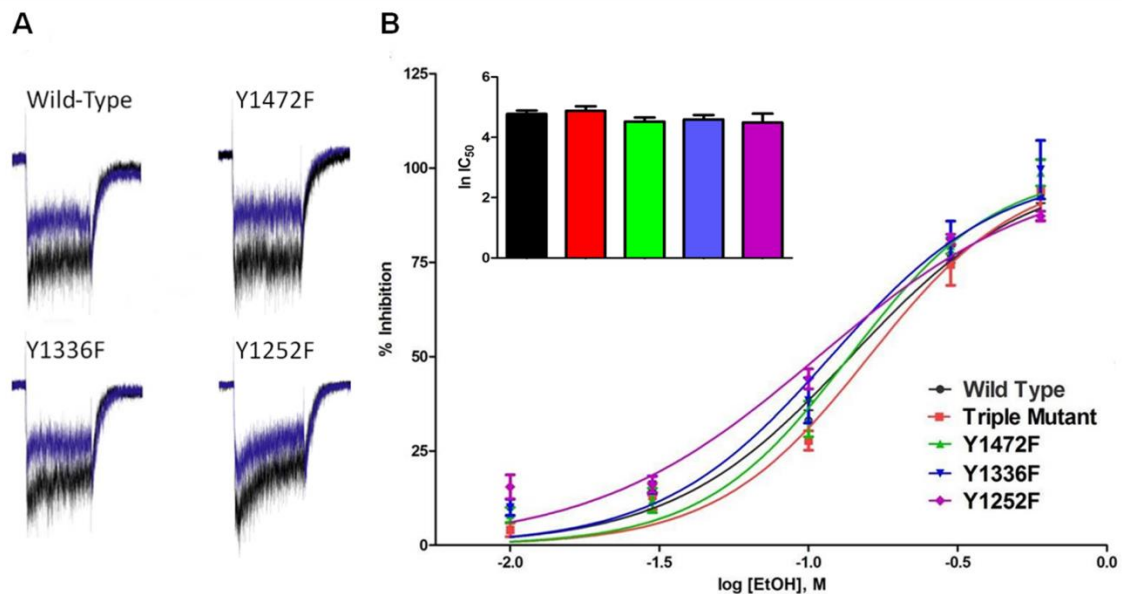 A
B
Wild-Type
Y1472F
Y1336F
Y1252F
125
100
75
50
25
0
% Inhibition
6
4
2
0
ln IC50
Wild Type
Triple Mutant
Y1472F
Y1336F
Y1252F
-2.0
-1.5
-1.0
-0.5
0.0
log [EtOH], M